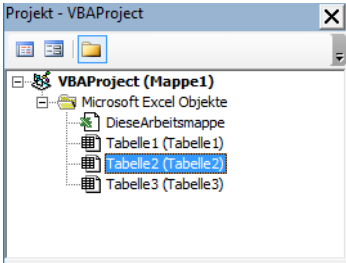 Projekt - VBAProject
VBAProject (Mappe1)
Microsoft Excel Objekte
DieseArbeitsmappe
Tabelle1 (Tabelle1)
Tabelle2 (Tabelle2)
Tabelle3 (Tabelle3)